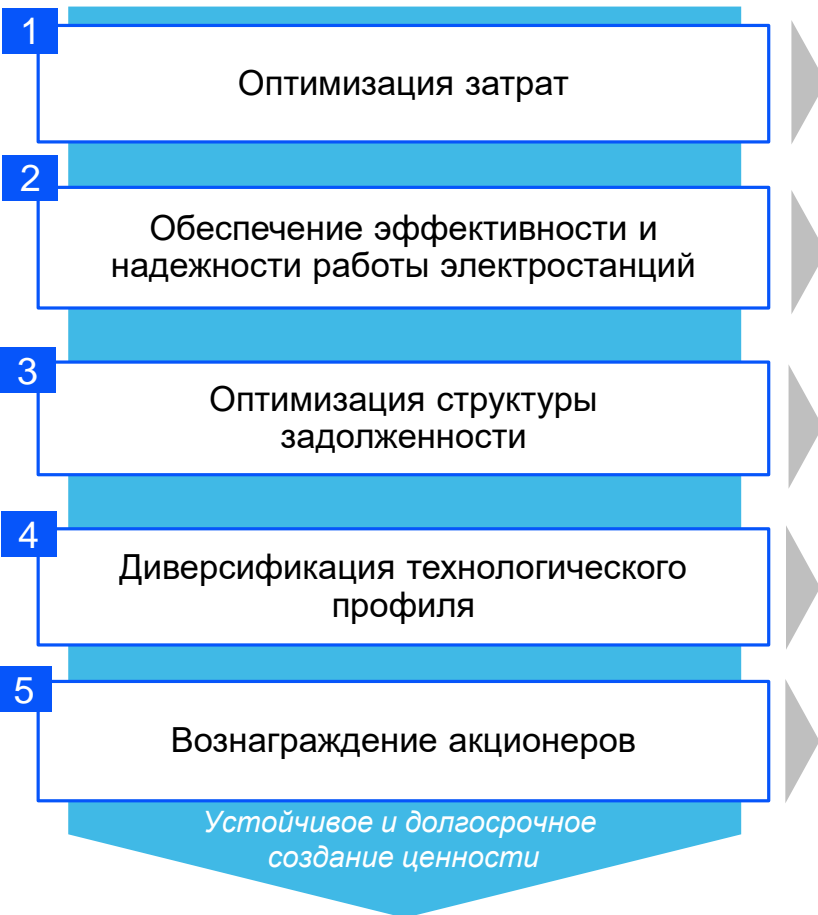 1
Оптимизация затрат
2
Обеспечение эффективности и
надежности работы электростанций
3
Оптимизация структуры
задолженности
4
Диверсификация технологического
профиля
5
Вознаграждение акционеров
Устойчивое и долгосрочное
создание ценности